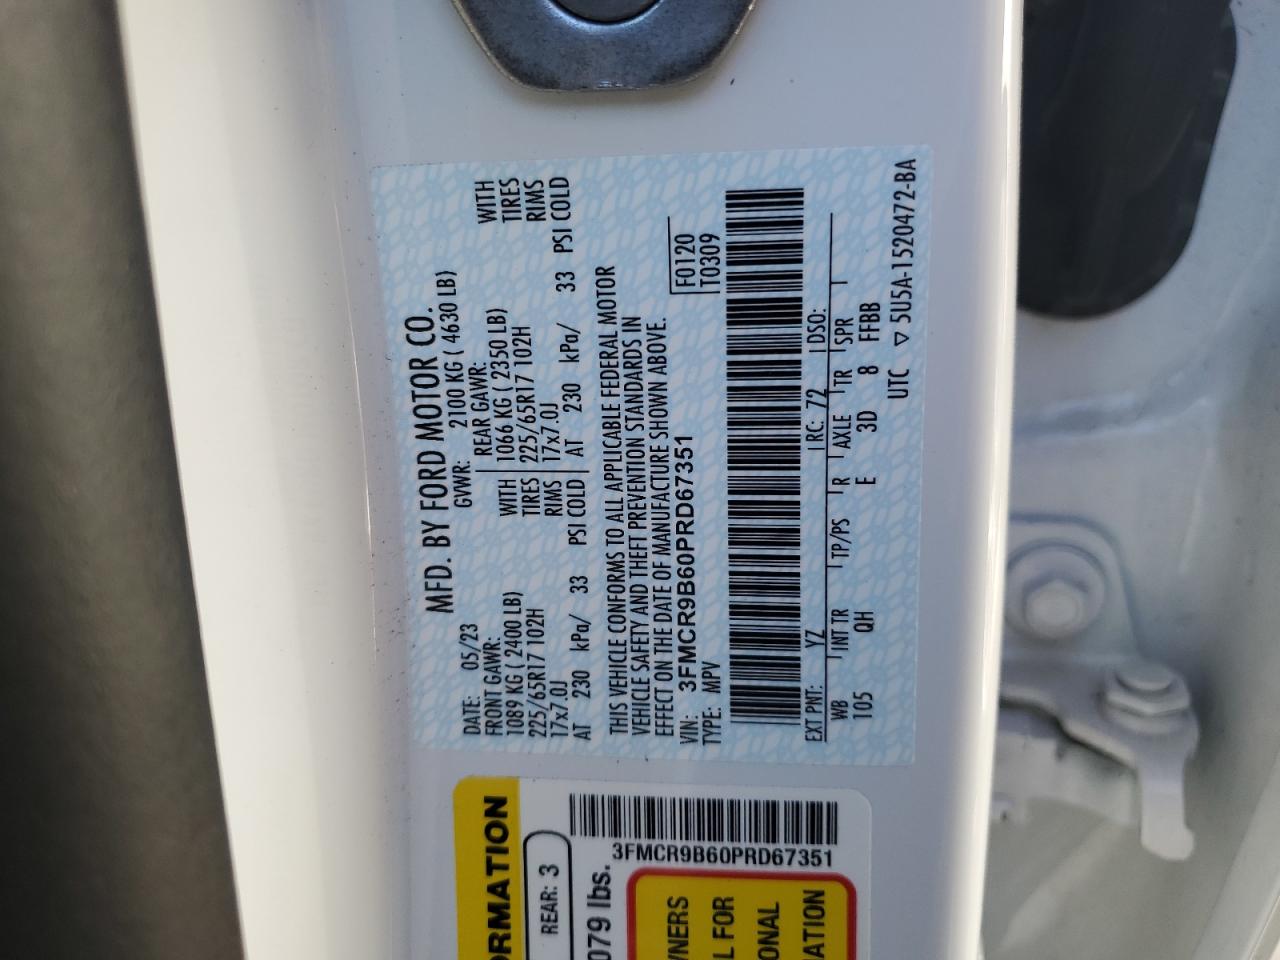 MFD. BY FORD MOTOR CO.
DATE: 05/23 GVWR: 2100 KG ( 4630 LB)
FRONT GAWR: REAR GAWR:
1089 KG ( 2400 LB) WITH 1066 KG ( 2350 LB) WITH
225/65R17 102H TIRES 225/65R17 102H TIRES
17x7.0J RIMS 17x7.0J RIMS
AT 230 kPa/ 33 PSI COLD AT 230 kPa/ 33 PSI COLD
THIS VEHICLE CONFORMS TO ALL APPLICABLE FEDERAL MOTOR
VEHICLE SAFETY AND THEFT PREVENTION STANDARDS IN
EFFECT ON THE DATE OF MANUFACTURE SHOWN ABOVE.
VIN: 3FMCR9B60PRD67351 F0120
TYPE: MPV T0309
EXT PNT: YZ RC: 72 DSO:
WB INT TR TP/PS R AXLE TR SPR
105 QH E 3D 8 FFBB
UTC ▽ 5U5A-1520472-BA
ORMATION
REAR: 3
3FMCR9B60PRD67351
079 lbs.
WNERS
L FOR
IONAL
MATION